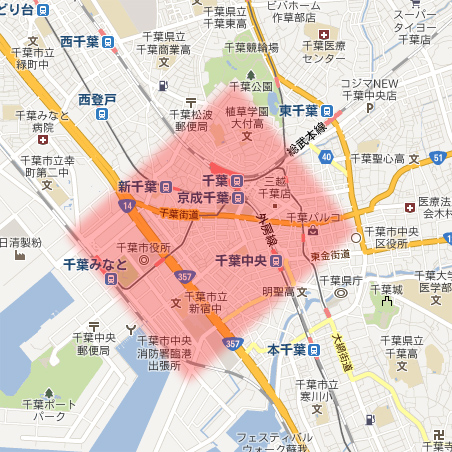 どり台
西千葉
千葉県立
千葉東高
ビバホーム
作草部店
スーパー
タイヨー
千葉店
千葉県立
千葉商業高
千葉競輪場
千葉医療
センター
千葉市立
緑町中
千葉公園
コジマNEW
千葉中央店
西登戸
千葉松波
郵便局
植草学園
大付高
東千葉
総武本線
千葉みなと
病院
千葉市立幸
町第二中
40
千葉聖心高
51
新千葉
千葉
京成千葉
三越
千葉店
14
千葉街道
外房線
千葉パルコ
医療法
会木村
日清製粉
千葉市役所
千葉市中央
区役所
東金街道
千葉みなと
千葉中央
357
千葉県庁
千葉大学
医学部
千葉市立
新宿中
明聖高
千葉城
千葉中央
郵便局
千葉市中央
消防署臨港
出張所
357
本千葉
大網街道
千葉県立
千葉高
千葉市立
寒川小
千葉ポート
パーク
フェスティバル
ウォーク蘇我
千葉寺